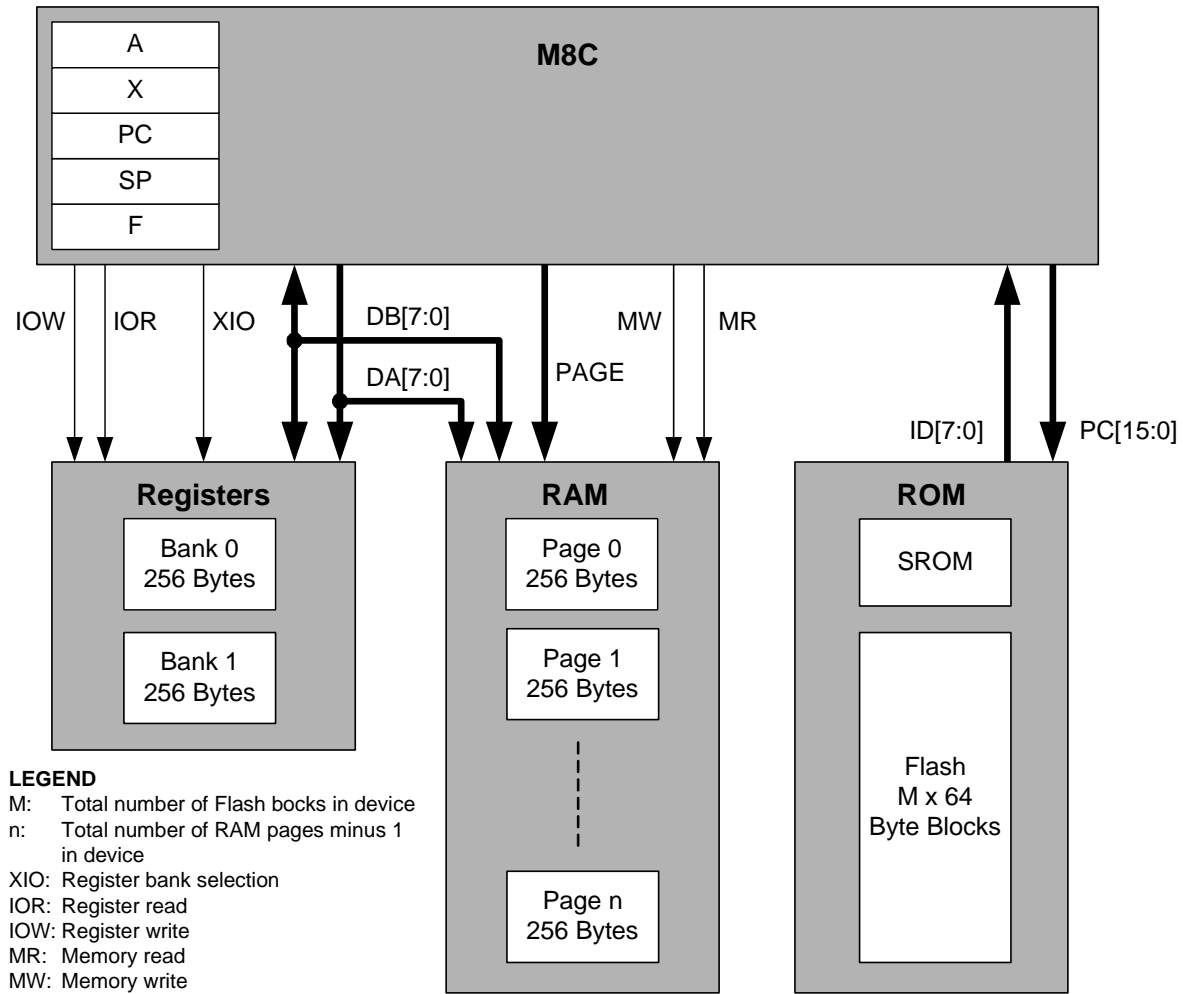 M8C
A
X
PC
SP
F
IOW
IOR
XIO
DB[7:0]
DA[7:0]
PAGE
MW
MR
ID[7:0]
PC[15:0]
Registers
Bank 0
256 Bytes
Bank 1
256 Bytes
RAM
Page 0
256 Bytes
Page 1
256 Bytes
Page n
256 Bytes
ROM
SROM
Flash
M x 64
Byte Blocks
LEGEND
M: Total number of Flash bocks in device
n: Total number of RAM pages minus 1
in device
XIO: Register bank selection
IOR: Register read
IOW: Register write
MR: Memory read
MW: Memory write